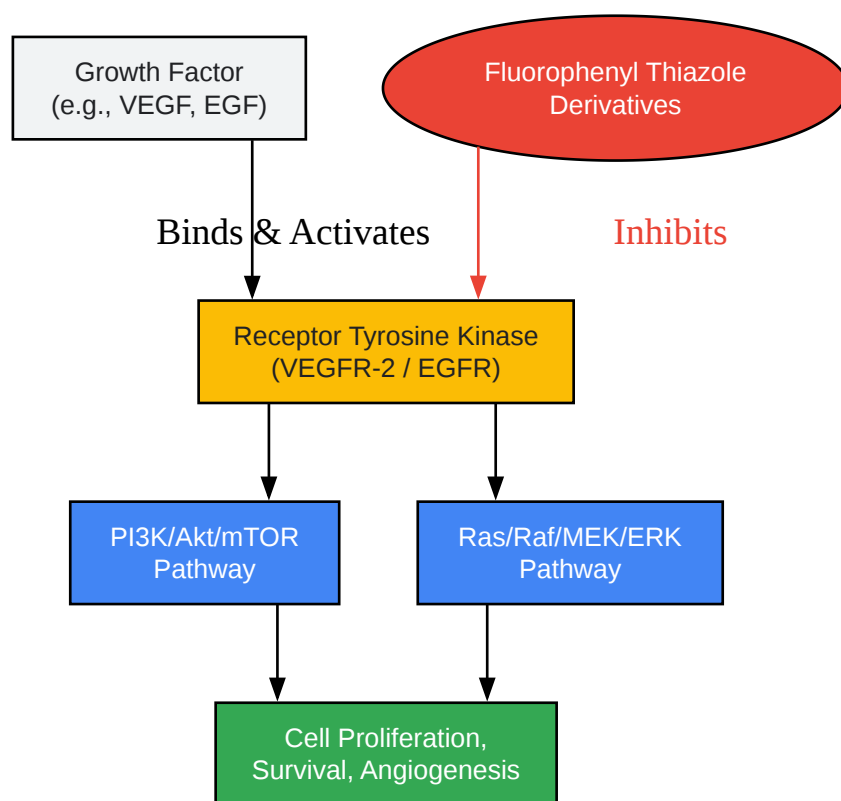 Growth Factor
(e.g., VEGF, EGF)
Fluorophenyl Thiazole
Derivatives
Binds & Activates
Inhibits
Receptor Tyrosine Kinase
(VEGFR-2 / EGFR)
PI3K/Akt/mTOR
Pathway
Ras/Raf/MEK/ERK
Pathway
Cell Proliferation,
Survival, Angiogenesis